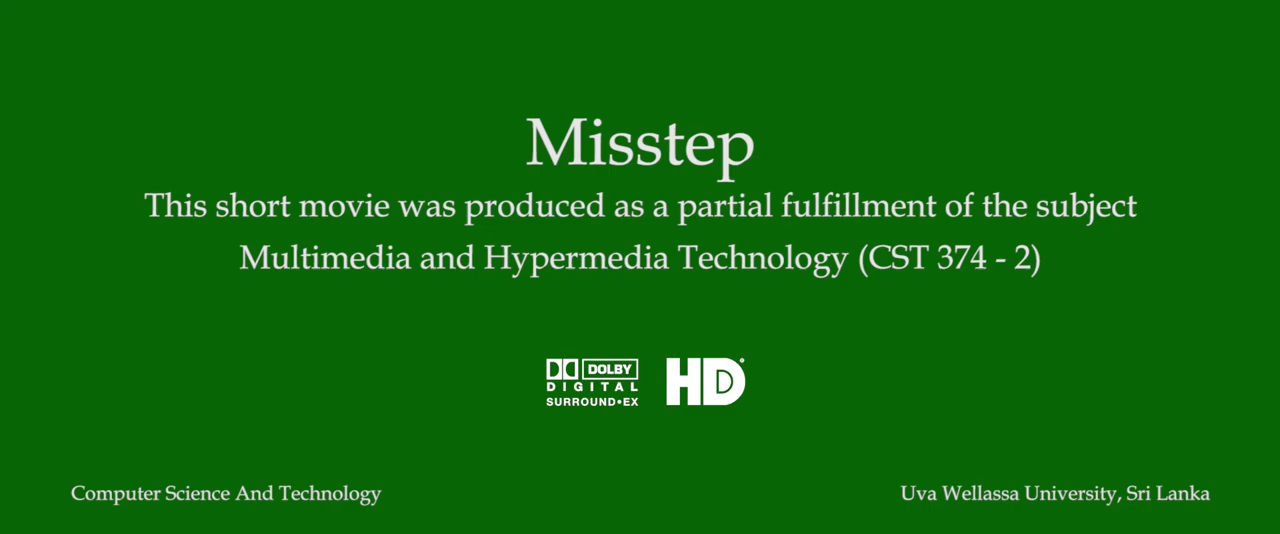 Misstep
This short movie was produced as a partial fulfillment of the subject
Multimedia and Hypermedia Technology (CST 374 - 2)
DOLBY HD®
DIGITAL
SURROUND•EX
Computer Science And Technology
Uva Wellassa University, Sri Lanka